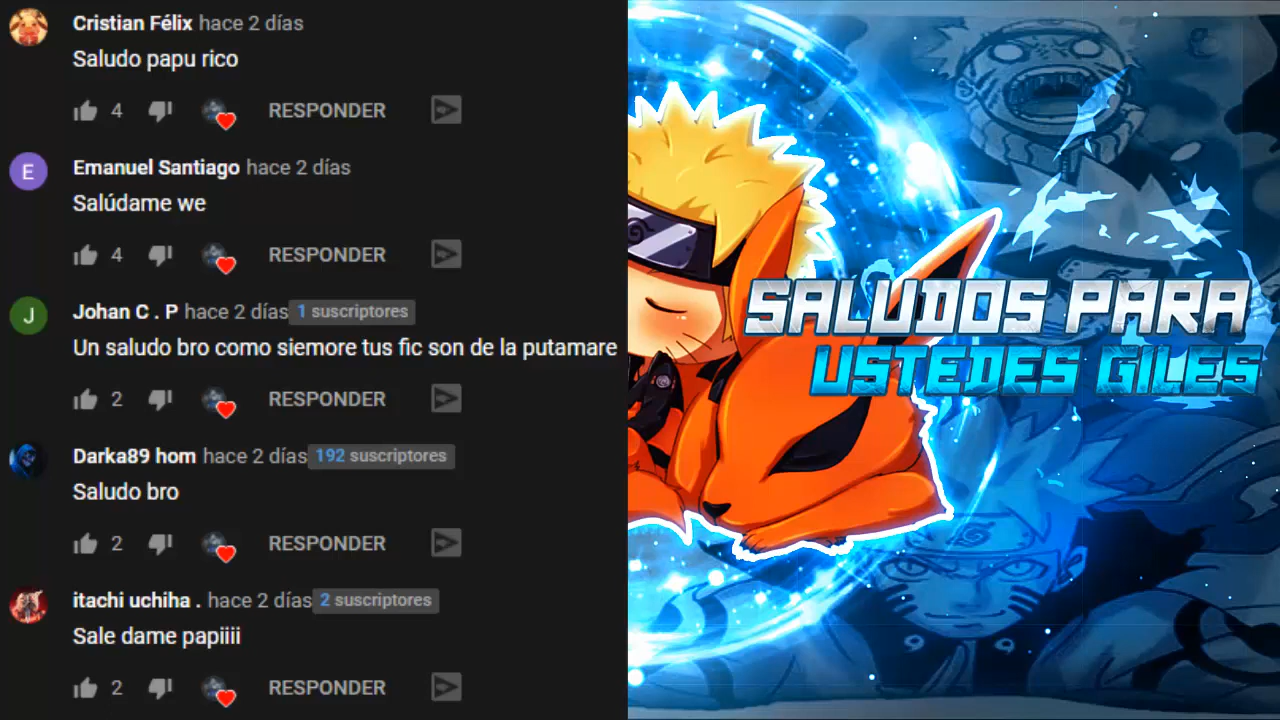 Cristian Félix hace 2 días
Saludo papu rico
4 RESPONDER
E
Emanuel Santiago hace 2 días
Salúdame we
4 RESPONDER
J
Johan C . P hace 2 días 1 suscriptores
Un saludo bro como siemore tus fic son de la putamare
2 RESPONDER
Darka89 hom hace 2 días 192 suscriptores
Saludo bro
2 RESPONDER
itachi uchiha . hace 2 días 2 suscriptores
Sale dame papiiii
2 RESPONDER
SALUDOS PARA
USTEDES GILES